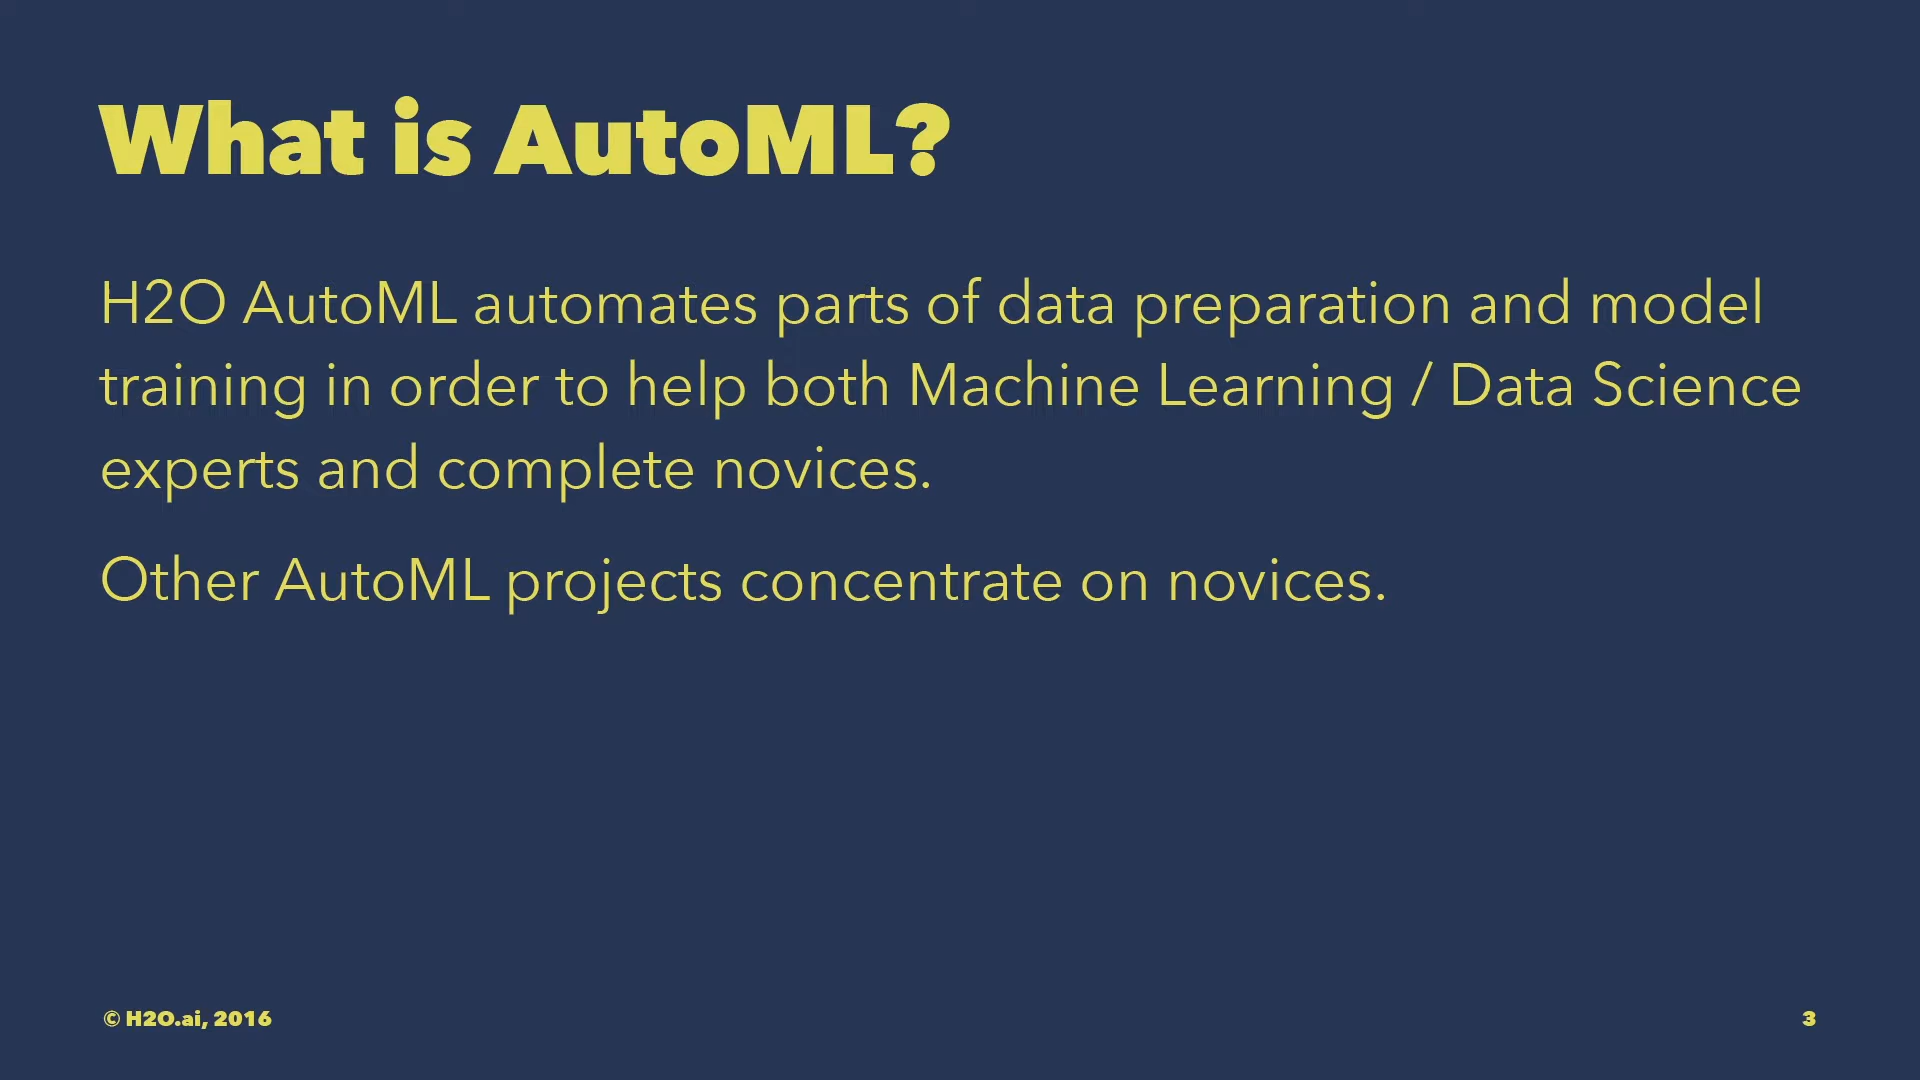 What is AutoML?
H2O AutoML automates parts of data preparation and model
training in order to help both Machine Learning / Data Science
experts and complete novices.
Other AutoML projects concentrate on novices.
© H2O.ai, 2016
3